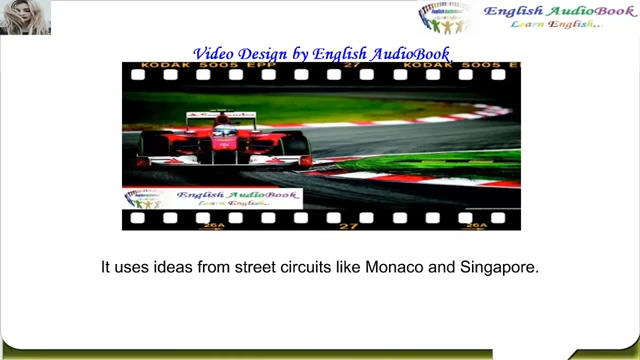 English AudioBook
Learn English...
Video Design by English AudioBook
KODAK 5005 EPP
27
KODAK 5005
Santander
English AudioBook
Learn English...
26A
27
26A
It uses ideas from street circuits like Monaco and Singapore.